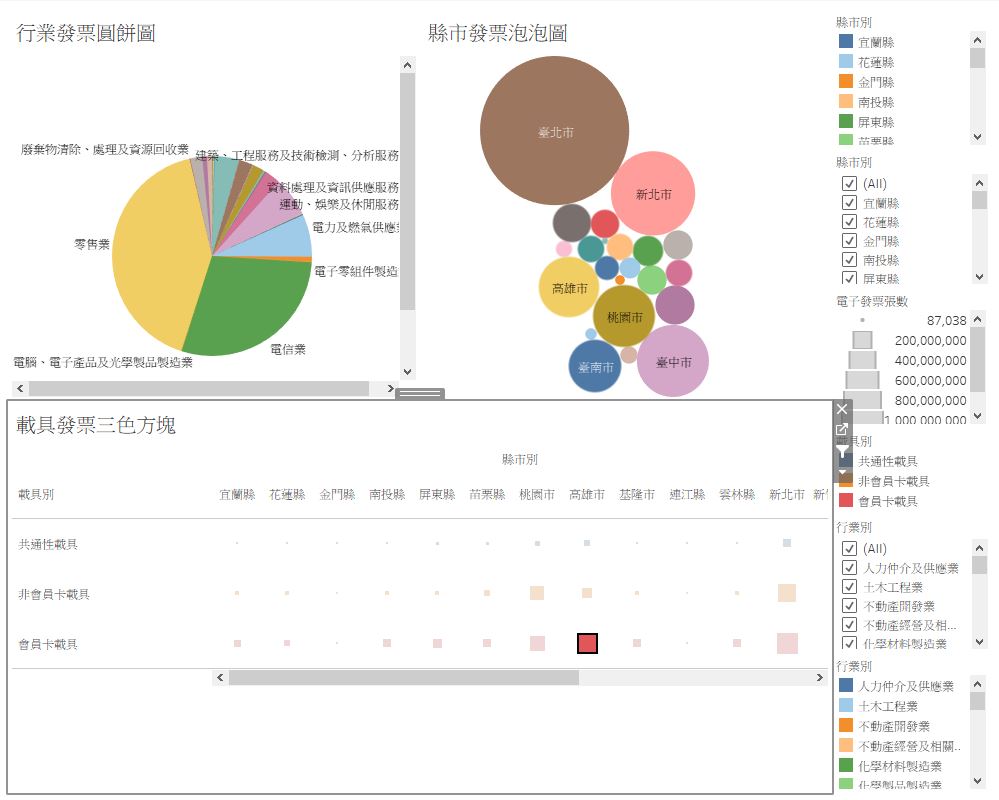 行業發票圓餅圖
廢棄物清除、處理及資源回收業
建築、工程服務及技術檢測、分析服務
資料處理及資訊供應服務
運動、娛樂及休閒服務
電力及燃氣供應
零售業
電子零組件製造
電信業
電腦、電子產品及光學製品製造業
縣市發票泡泡圖
臺北市
新北市
高雄市
桃園市
臺南市
臺中市
縣市別
宜蘭縣
花蓮縣
金門縣
南投縣
屏東縣
苗栗縣
縣市別
(All)
宜蘭縣
花蓮縣
金門縣
南投縣
屏東縣
電子發票張數
87,038
200,000,000
400,000,000
600,000,000
800,000,000
1,000,000,000
載具別
共通性載具
非會員卡載具
會員卡載具
行業別
(All)
人力仲介及供應業
土木工程業
不動產開發業
不動產經營及相...
化學材料製造業
行業別
人力仲介及供應業
土木工程業
不動產開發業
不動產經營及相關..
化學材料製造業
化學製品製造業
載具發票三色方塊
縣市別
載具別 宜蘭縣 花蓮縣 金門縣 南投縣 屏東縣 苗栗縣 桃園市 高雄市 基隆市 連江縣 雲林縣 新北市 新
共通性載具
非會員卡載具
會員卡載具